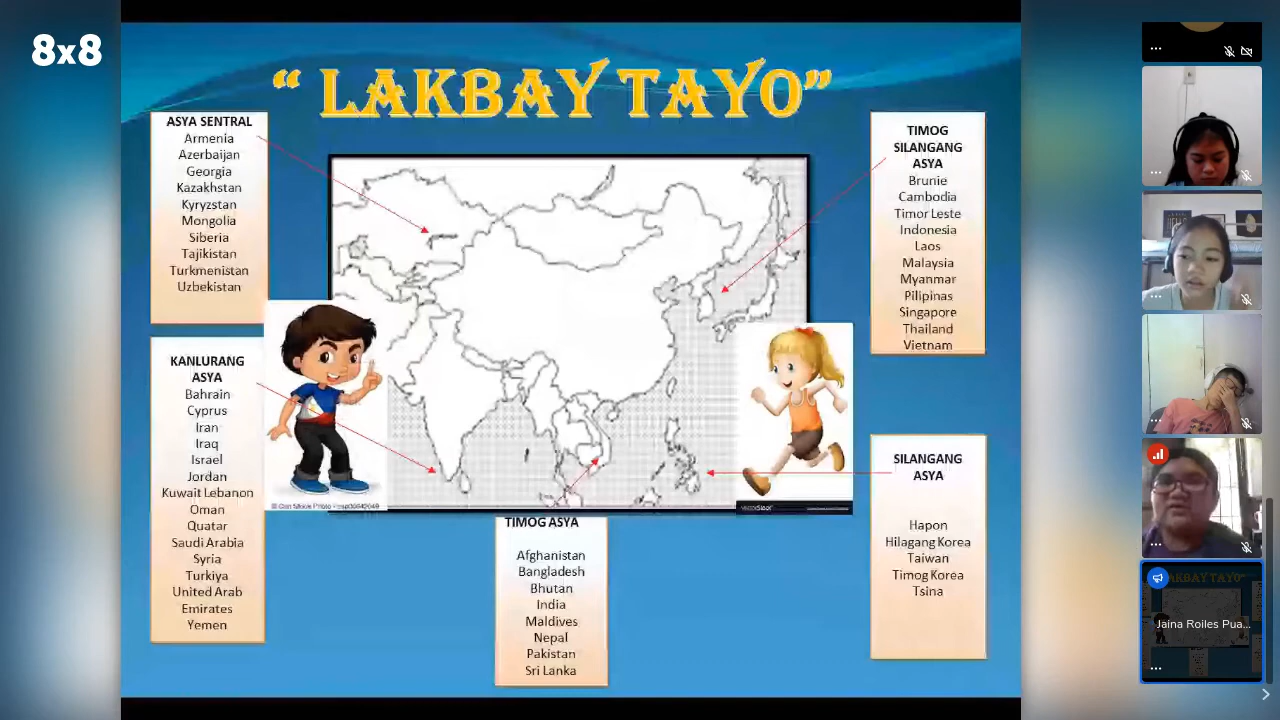 8x8
“ LAKBAY TAYO”
ASYA SENTRAL
Armenia
Azerbaijan
Georgia
Kazakhstan
Kyryzstan
Mongolia
Siberia
Tajikistan
Turkmenistan
Uzbekistan
KANLURANG
ASYA
Bahrain
Cyprus
Iran
Iraq
Israel
Jordan
Kuwait Lebanon
Oman
Quatar
Saudi Arabia
Syria
Turkiya
United Arab
Emirates
Yemen
TIMOG ASYA
Afghanistan
Bangladesh
Bhutan
India
Maldives
Nepal
Pakistan
Sri Lanka
TIMOG
SILANGANG
ASYA
Brunie
Cambodia
Timor Leste
Indonesia
Laos
Malaysia
Myanmar
Pilipinas
Singapore
Thailand
Vietnam
SILANGANG
ASYA
Hapon
Hilagang Korea
Taiwan
Timog Korea
Tsina
Jaina Roiles Pua...